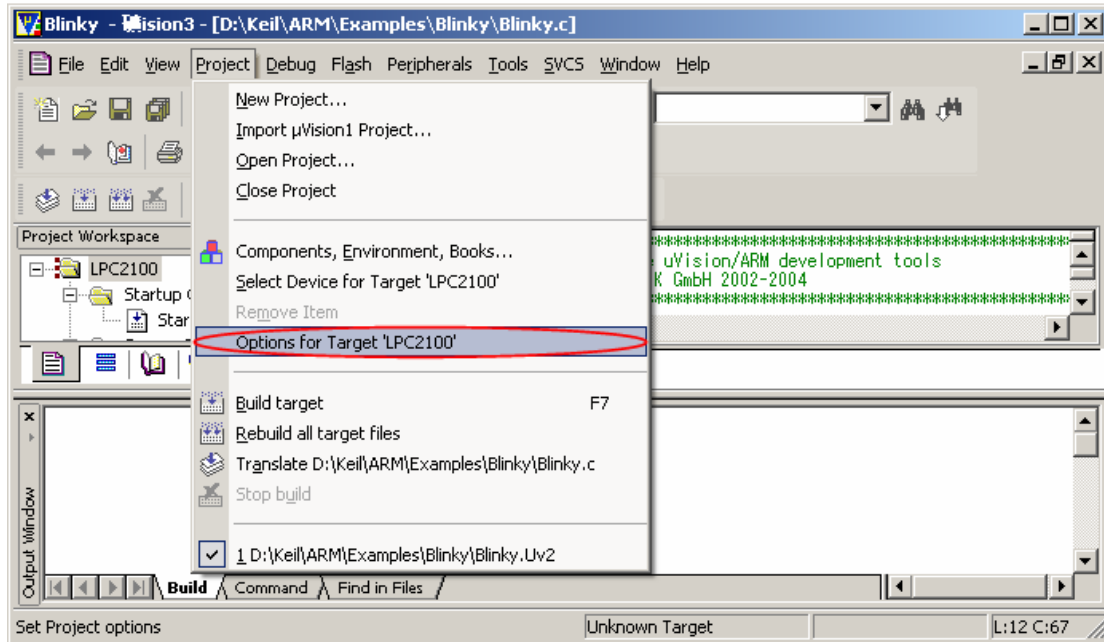 Blinky - µVision3 - [D:\Keil\ARM\Examples\Blinky\Blinky.c]
File Edit View Project Debug Flash Peripherals Tools SVCS Window Help
New Project...
Import µVision1 Project...
Open Project...
Close Project
Components, Environment, Books...
Select Device for Target 'LPC2100'
Remove Item
Options for Target 'LPC2100'
Build target F7
Rebuild all target files
Translate D:\Keil\ARM\Examples\Blinky\Blinky.c
Stop build
1 D:\Keil\ARM\Examples\Blinky\Blinky.Uv2
Project Workspace
LPC2100
Startup
Star
uVision/ARM development tools
GmbH 2002-2004
Output Window
Build Command Find in Files
Set Project options Unknown Target L:12 C:67